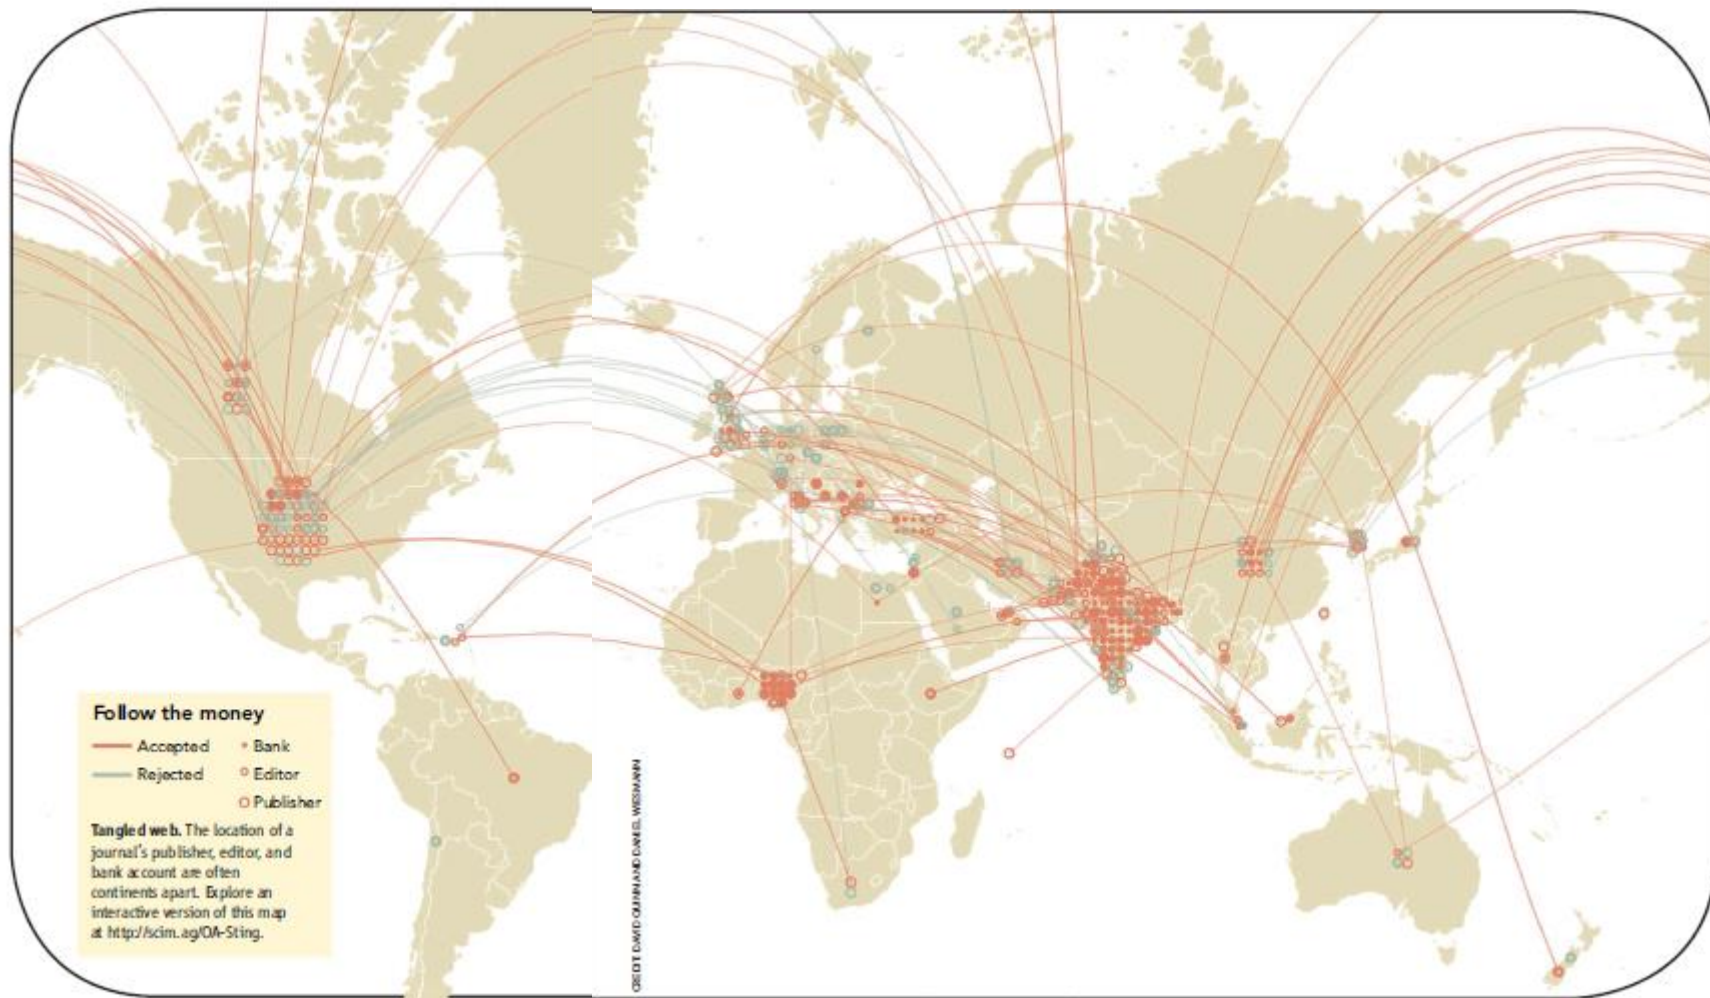 Follow the money
Accepted
Bank
Rejected
Editor
Publisher
Tangled web. The location of a
journal's publisher, editor, and
bank account are often
continents apart. Explore an
interactive version of this map
at http://scim.ag/OA-Sting.
CREDIT: DAVID QUINN AND DANIEL WIESMANN